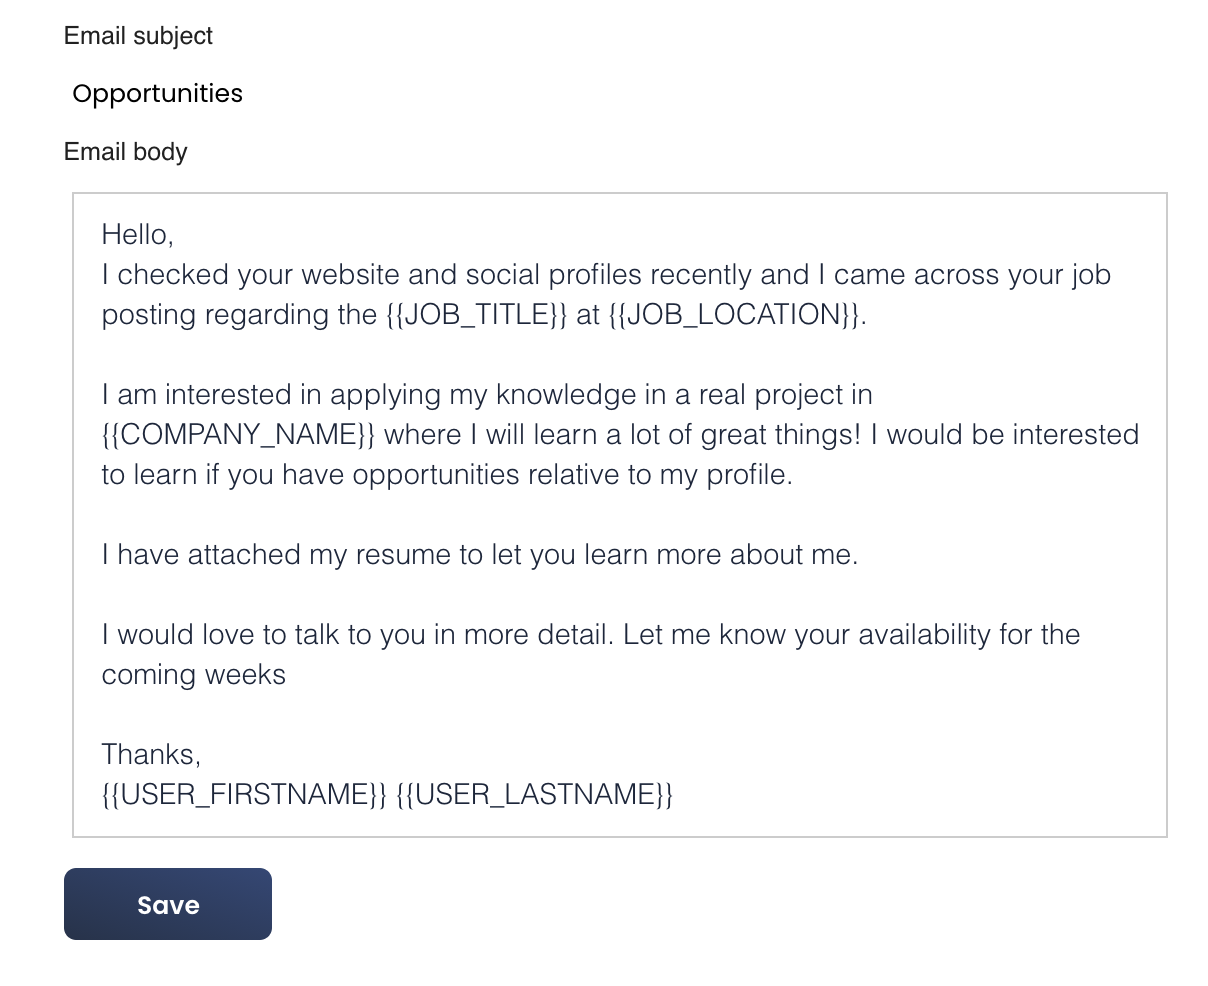 Email subject
Opportunities
Email body
Hello,
I checked your website and social profiles recently and I came across your job
posting regarding the {{JOB_TITLE}} at {{JOB_LOCATION}}.
I am interested in applying my knowledge in a real project in
{{COMPANY_NAME}} where I will learn a lot of great things! I would be interested
to learn if you have opportunities relative to my profile.
I have attached my resume to let you learn more about me.
I would love to talk to you in more detail. Let me know your availability for the
coming weeks
Thanks,
{{USER_FIRSTNAME}} {{USER_LASTNAME}}
Save